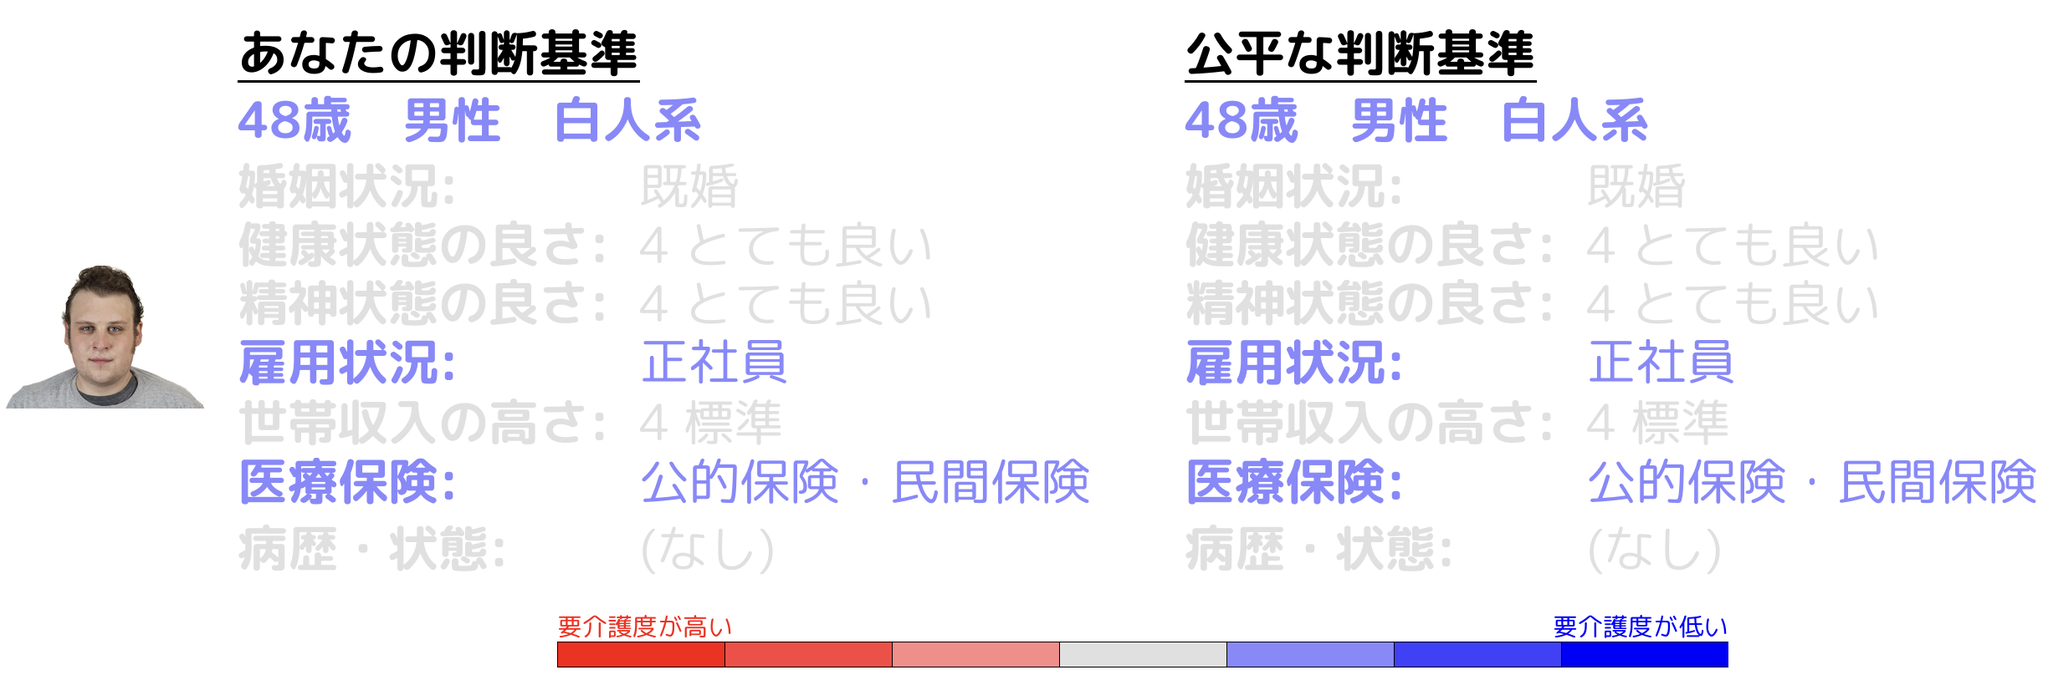 あなたの判断基準
48歳　男性　白人系
婚姻状況: 既婚
健康状態の良さ: 4 とても良い
精神状態の良さ: 4 とても良い
雇用状況: 正社員
世帯収入の高さ: 4 標準
医療保険: 公的保険・民間保険
病歴・状態: (なし)
公平な判断基準
48歳　男性　白人系
婚姻状況: 既婚
健康状態の良さ: 4 とても良い
精神状態の良さ: 4 とても良い
雇用状況: 正社員
世帯収入の高さ: 4 標準
医療保険: 公的保険・民間保険
病歴・状態: (なし)
要介護度が高い
要介護度が低い